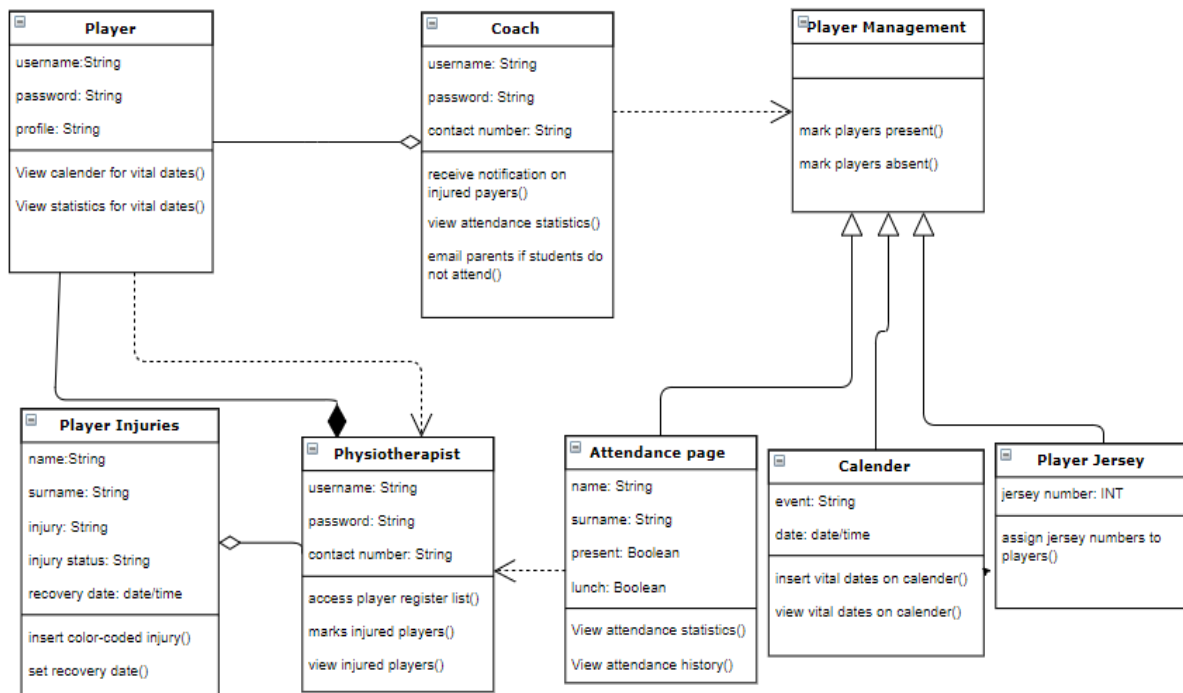 Player
username:String
password: String
profile: String
View calender for vital dates()
View statistics for vital dates()
Coach
username: String
password: String
contact number: String
receive notification on
injured payers()
view attendance statistics()
email parents if students do
not attend()
Player Management
mark players present()
mark players absent()
Player Injuries
name:String
surname: String
injury: String
injury status: String
recovery date: date/time
insert color-coded injury()
set recovery date()
Physiotherapist
username: String
password: String
contact number: String
access player register list()
marks injured players()
view injured players()
Attendance page
name: String
surname: String
present: Boolean
lunch: Boolean
View attendance statistics()
View attendance history()
Calender
event: String
date: date/time
insert vital dates on calender()
view vital dates on calender()
Player Jersey
jersey number: INT
assign jersey numbers to
players()